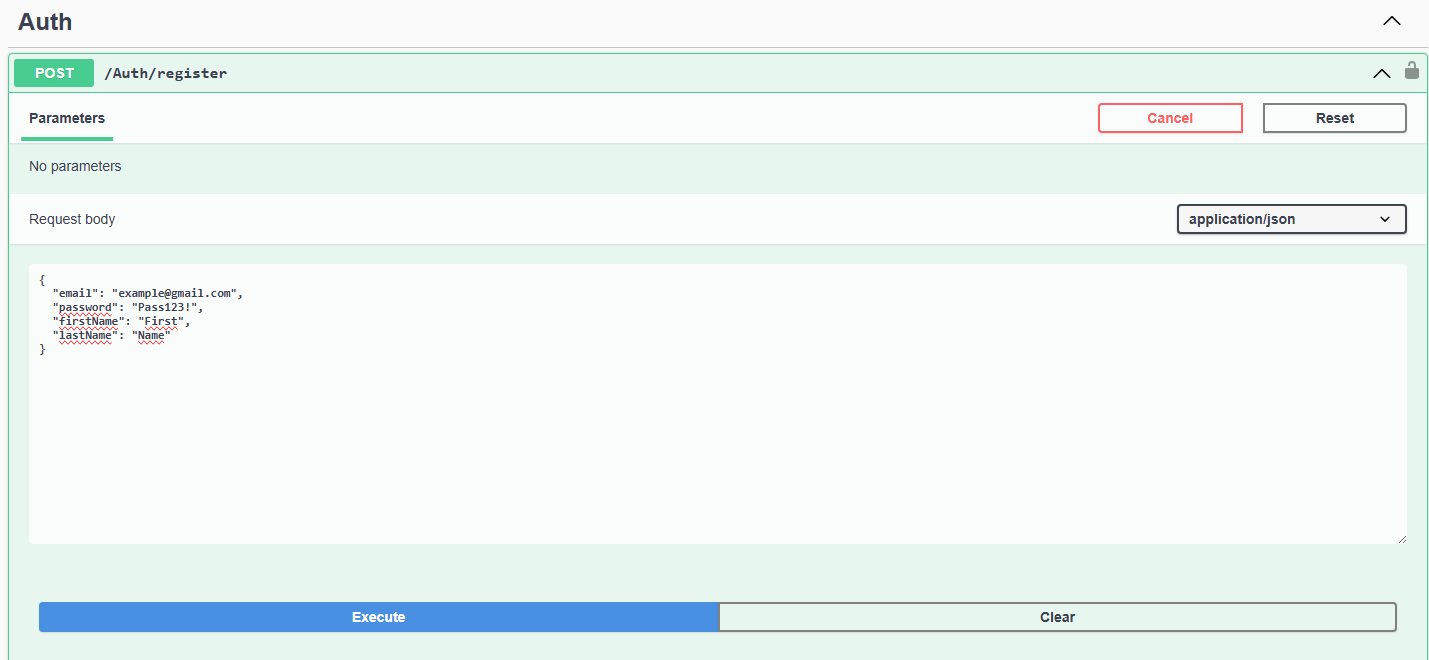 Auth
POST /Auth/register
Parameters
Cancel
Reset
No parameters
Request body
application/json
{
  "email": "example@gmail.com",
  "password": "Pass123!",
  "firstName": "First",
  "lastName": "Name"
}
Execute
Clear